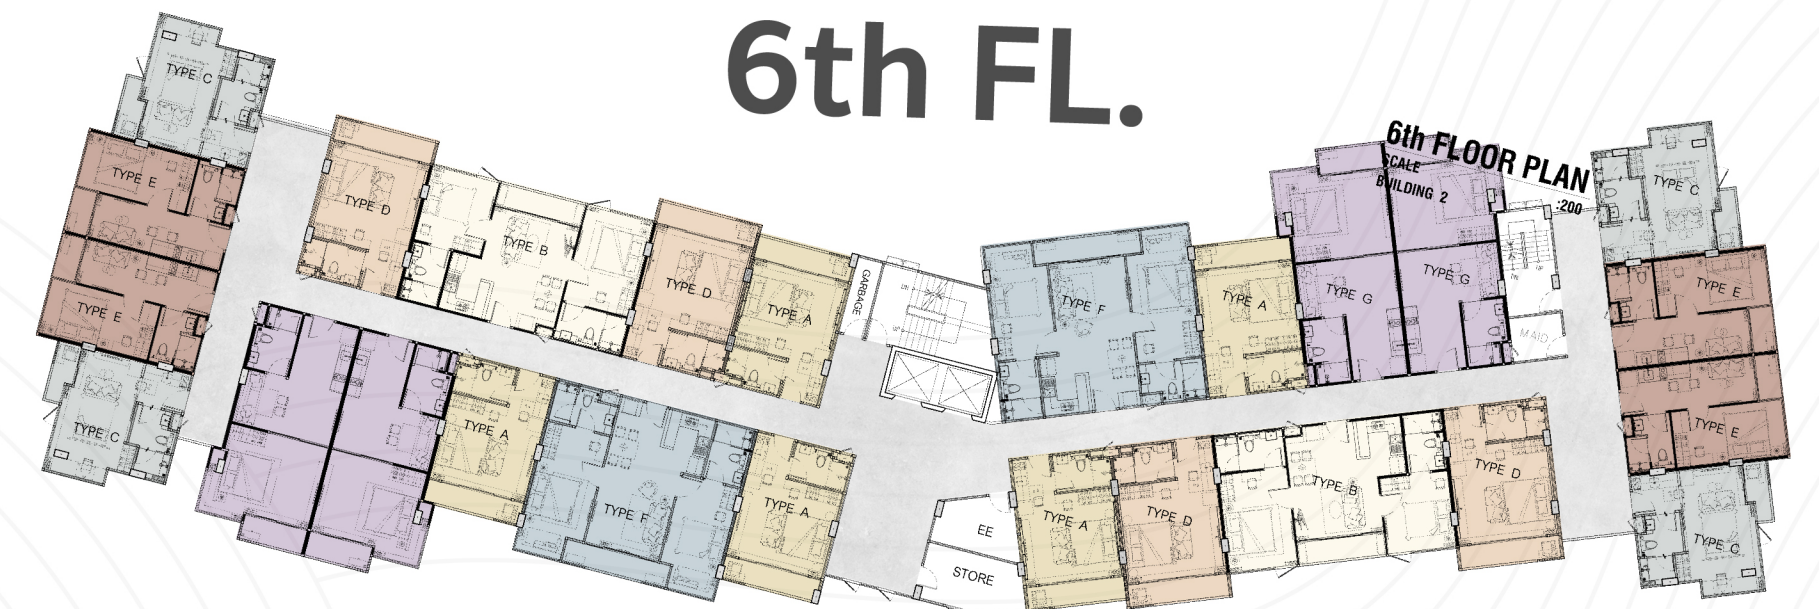 6th FL.
6th FLOOR PLAN
SCALE
:200
BUILDING 2
TYPE C
TYPE E
TYPE E
TYPE C
TYPE D
TYPE B
TYPE D
TYPE A
GARBAGE
TYPE A
TYPE F
TYPE A
TYPE F
TYPE A
TYPE G
TYPE G
MAID
TYPE C
TYPE E
TYPE E
TYPE C
EE
STORE
TYPE A
TYPE D
TYPE B
TYPE D